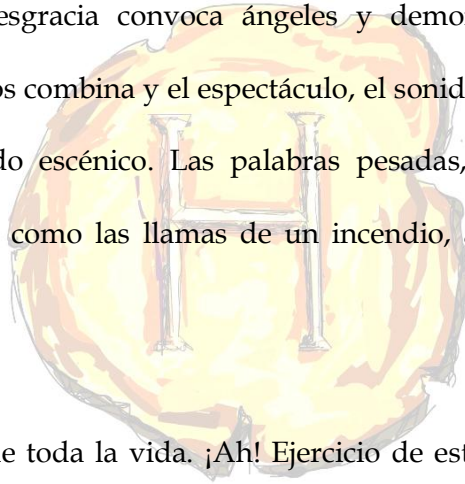 esgracia convoca ángeles y demo
os combina y el espectáculo, el sonid
do escénico. Las palabras pesadas,
como las llamas de un incendio,
H
e toda la vida. ¡Ah! Ejercicio de est